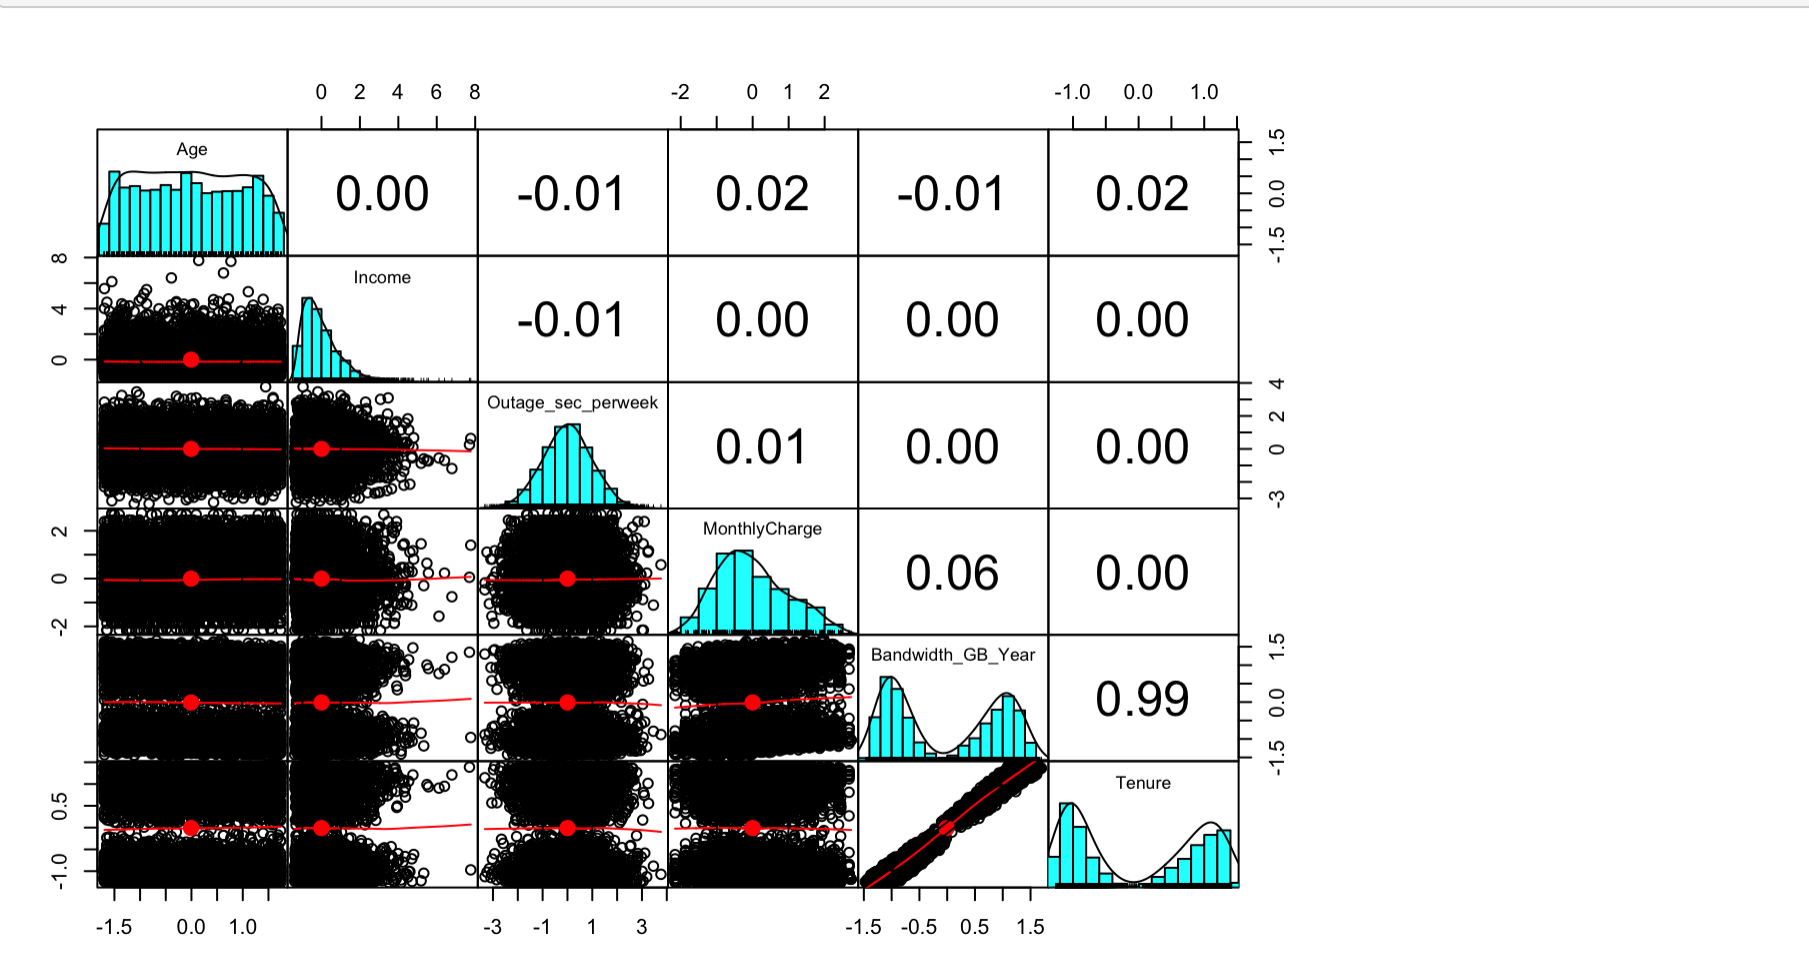 0 2 4 6 8 -2 0 1 2 -1.0 0.0 1.0
Age 0.00 -0.01 0.02 -0.01 0.02 -1.5 0.0 1.5
0 4 8 Income -0.01 0.00 0.00 0.00
Outage_sec_perweek 0.01 0.00 0.00 -3 0 2 4
-2 0 2 MonthlyCharge 0.06 0.00
Bandwidth_GB_Year 0.99 -1.5 0.0 1.5
-1.0 0.5 Tenure
-1.5 0.0 1.0 -3 -1 1 3 -1.5 -0.5 0.5 1.5